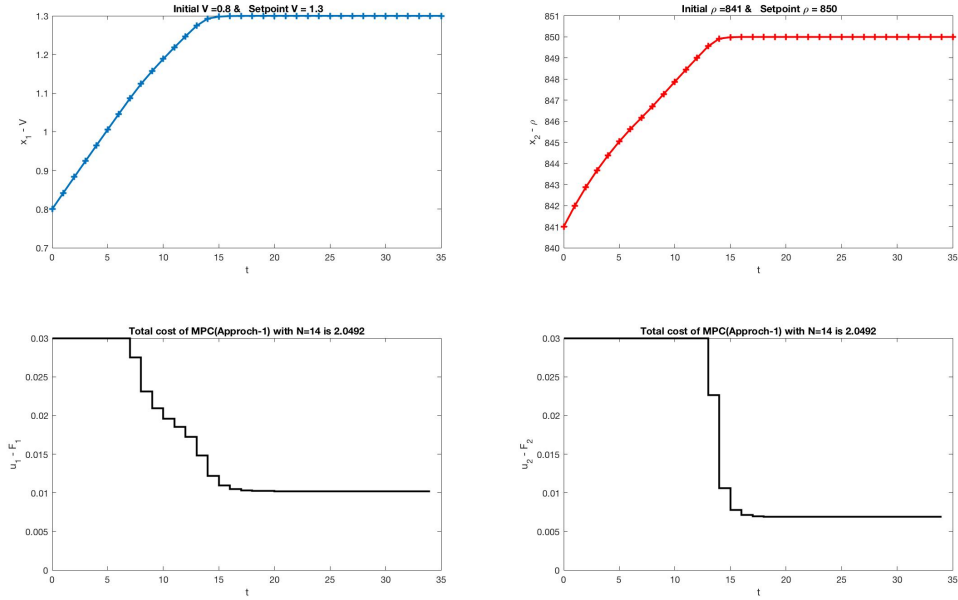 Initial V =0.8 & Setpoint V = 1.3
1.3
1.2
1.1
1
0.9
0.8
0.7
x1 - V
0 5 10 15 20 25 30 35
t
Initial ρ =841 & Setpoint ρ = 850
851
850
849
848
847
846
845
844
843
842
841
840
x2 - ρ
0 5 10 15 20 25 30 35
t
Total cost of MPC(Approch-1) with N=14 is 2.0492
0.03
0.025
0.02
0.015
0.01
0.005
0
u1 - F1
0 5 10 15 20 25 30 35
t
Total cost of MPC(Approch-1) with N=14 is 2.0492
0.03
0.025
0.02
0.015
0.01
0.005
0
u2 - F2
0 5 10 15 20 25 30 35
t